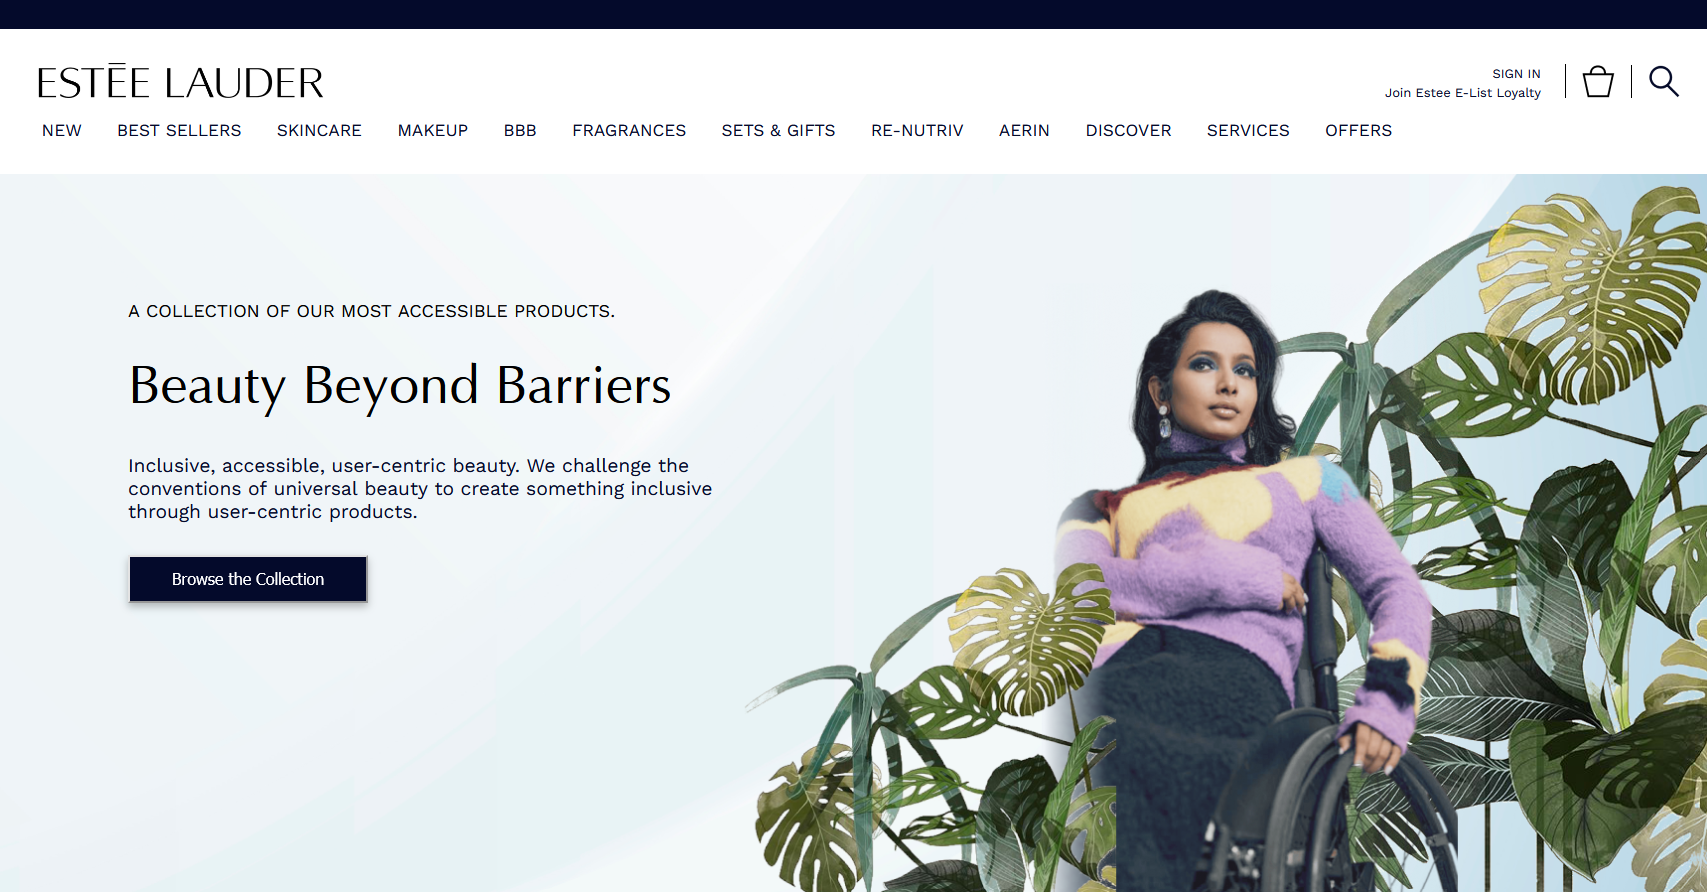 ESTĒE LAUDER
SIGN IN
Join Estee E-List Loyalty
NEW BEST SELLERS SKINCARE MAKEUP BBB FRAGRANCES SETS & GIFTS RE-NUTRIV AERIN DISCOVER SERVICES OFFERS
A COLLECTION OF OUR MOST ACCESSIBLE PRODUCTS.
Beauty Beyond Barriers
Inclusive, accessible, user-centric beauty. We challenge the
conventions of universal beauty to create something inclusive
through user-centric products.
Browse the Collection